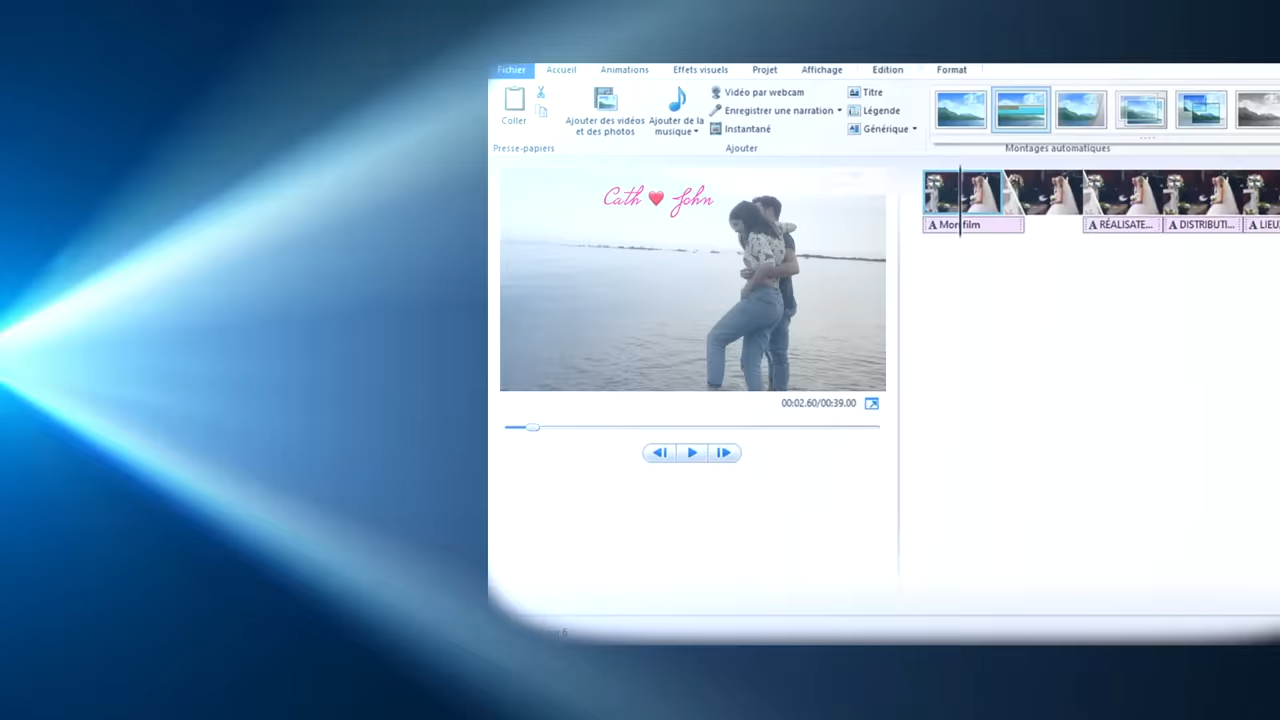 Fichier Accueil Animations Effets visuels Projet Affichage Edition Format
Coller
Ajouter des vidéos
et des photos
Ajouter de la
musique
Vidéo par webcam
Enregistrer une narration
Instantané
Titre
Légende
Générique
Presse-papiers
Ajouter
Montages automatiques
Cath ❤️ John
A Mon film
A RÉALISATE...
A DISTRIBUTI...
A LIEU
00:02.60/00:39.00
6